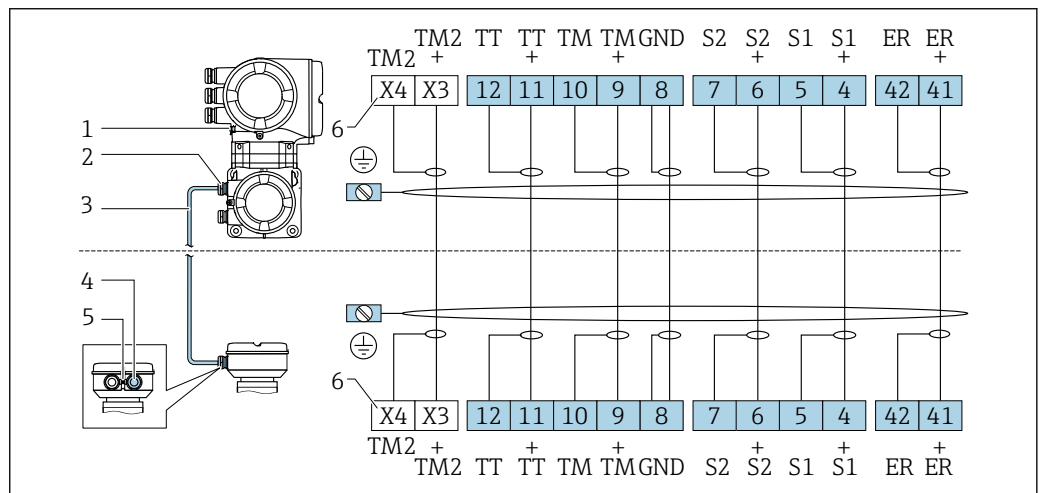 TM2 TT TT TM TM GND S2 S2 S1 S1 ER ER
TM2 + + + + + +
X4 X3 12 11 10 9 8 7 6 5 4 42 41
6
1
2
3
4
5
6
X4 X3 12 11 10 9 8 7 6 5 4 42 41
TM2 + + + + + +
TM2 TT TT TM TM GND S2 S2 S1 S1 ER ER